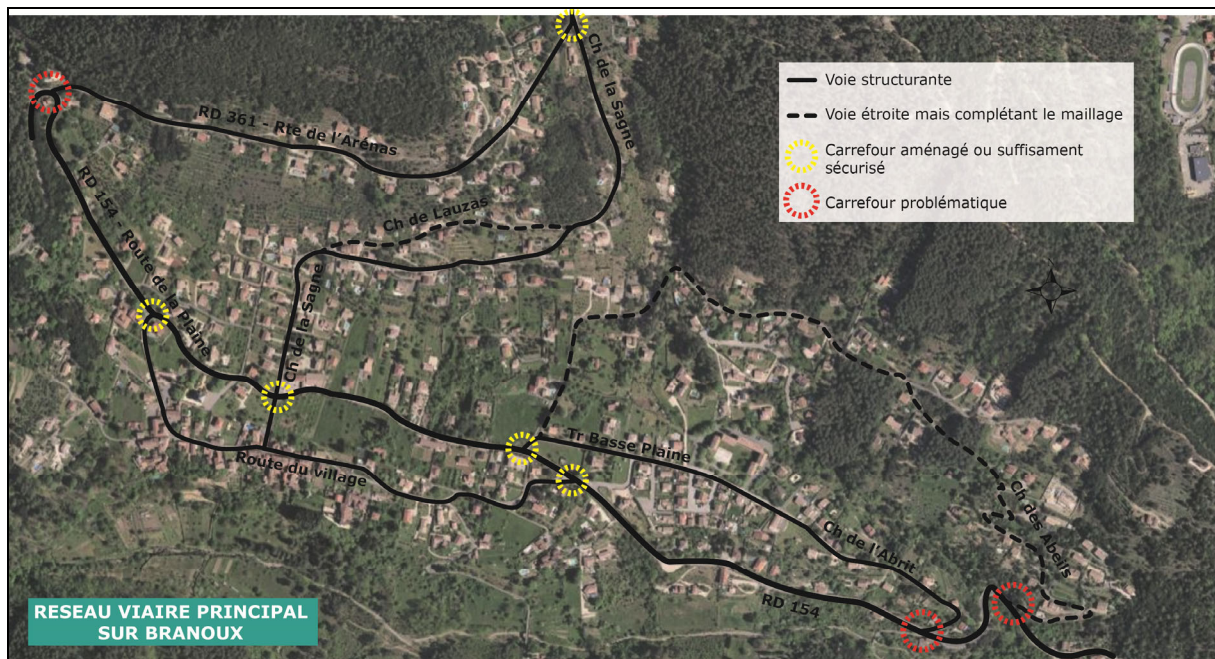 Ch de la Sagne
Voie structurante
Voie étroite mais complétant le maillage
Carrefour aménagé ou suffisament
sécurisé
Carrefour problématique
RD 361 - Rte de l'Arénas
RD 154 - Route de la Plaine
Ch de Lauzas
Ch de la Sagne
Tr Basse Plaine
Route du village
Ch de l'Abrit
Ch des Abeils
RD 154
RESEAU VIAIRE PRINCIPAL
SUR BRANOUX